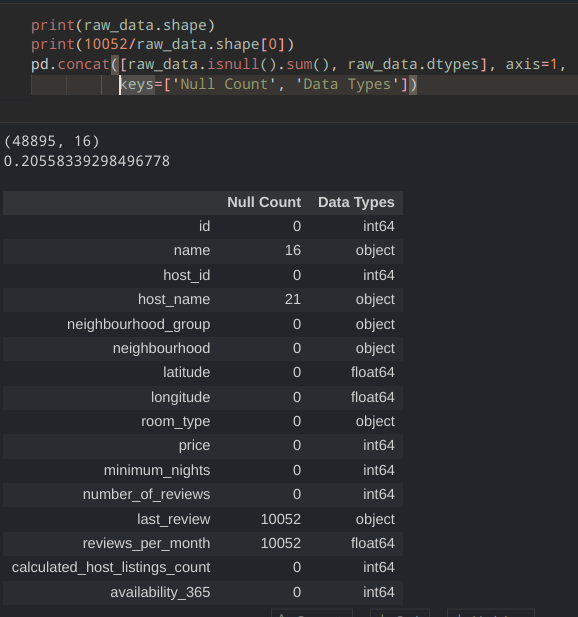 print(raw_data.shape)
print(10052/raw_data.shape[0])
pd.concat([raw_data.isnull().sum(), raw_data.dtypes], axis=1,
keys=['Null Count', 'Data Types'])
(48895, 16)
0.20558339298496778
Null Count Data Types
id 0 int64
name 16 object
host_id 0 int64
host_name 21 object
neighbourhood_group 0 object
neighbourhood 0 object
latitude 0 float64
longitude 0 float64
room_type 0 object
price 0 int64
minimum_nights 0 int64
number_of_reviews 0 int64
last_review 10052 object
reviews_per_month 10052 float64
calculated_host_listings_count 0 int64
availability_365 0 int64